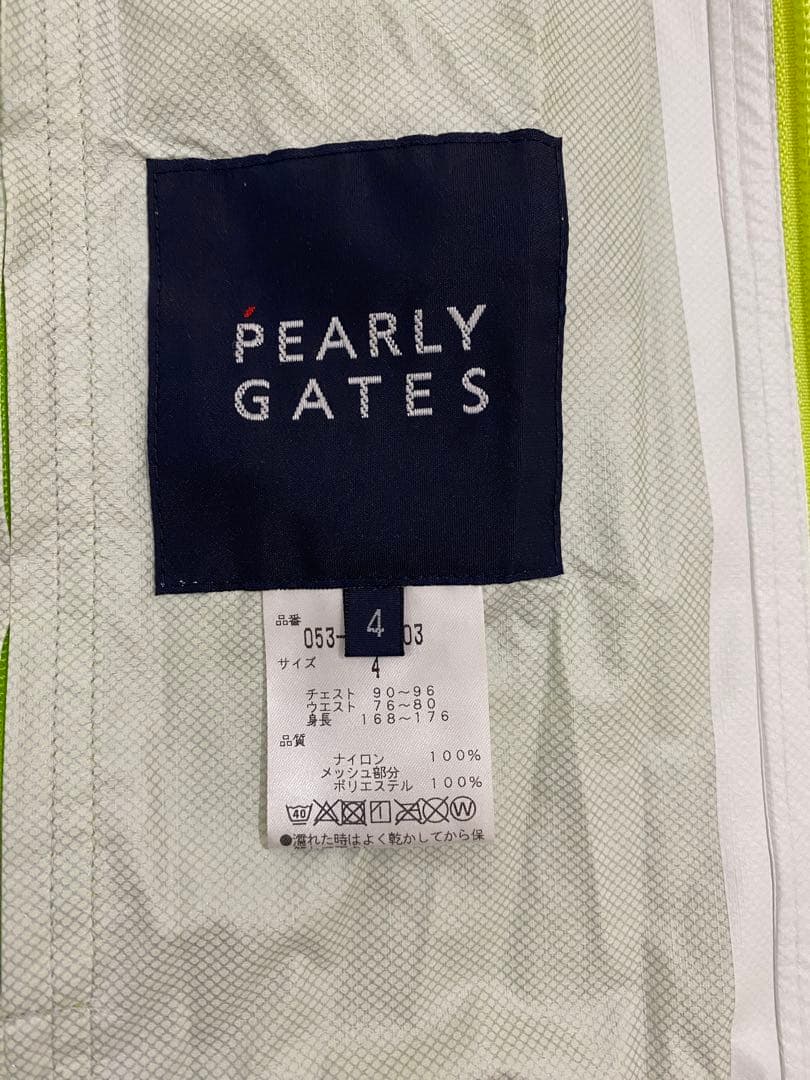 PEARLY
GATES
4
品番
053- 03
サイズ
4
チェスト 90～96
ウエスト 76～80
身長 168～176
品質
ナイロン 100%
メッシュ部分
ポリエステル 100%
40 W
●濡れた時はよく乾かしてから保